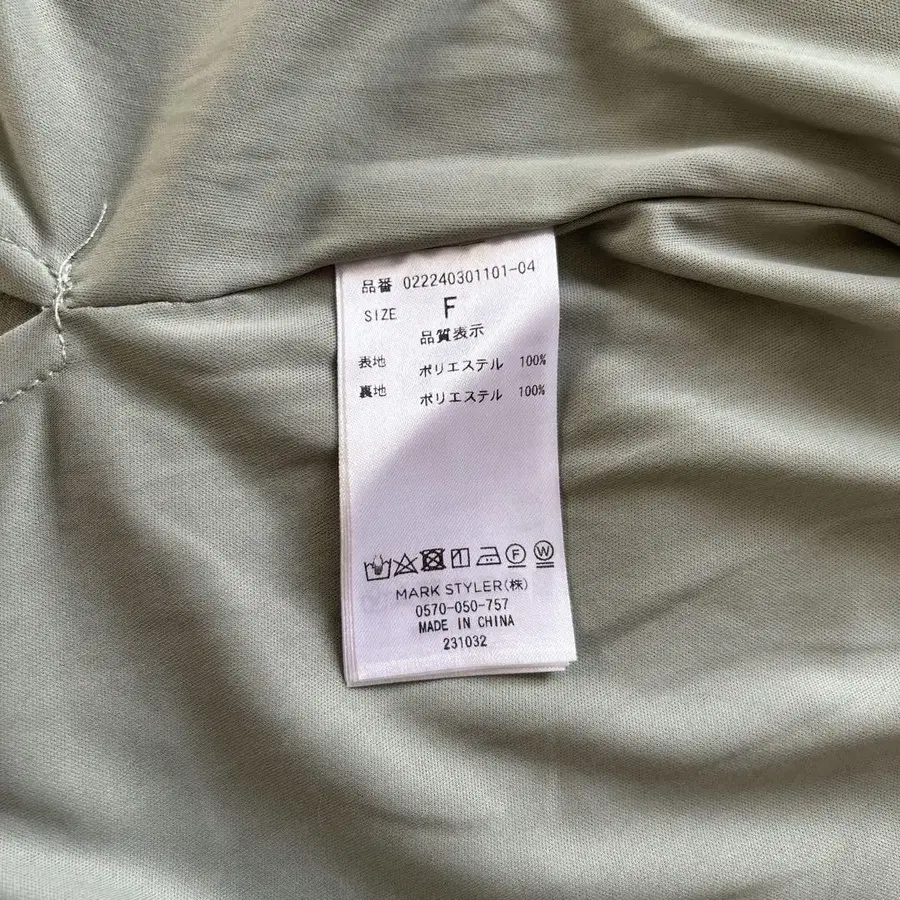 品番 022240301101-04
SIZE F
品質表示
表地 ポリエステル 100%
裏地 ポリエステル 100%
F W
MARK STYLER(株)
0570-050-757
MADE IN CHINA
231032